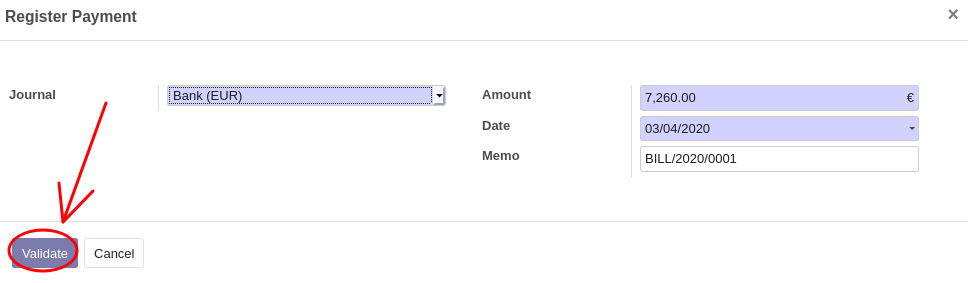 Register Payment ×
Journal Bank (EUR) Amount 7,260.00 €
Date 03/04/2020
Memo BILL/2020/0001
Validate Cancel